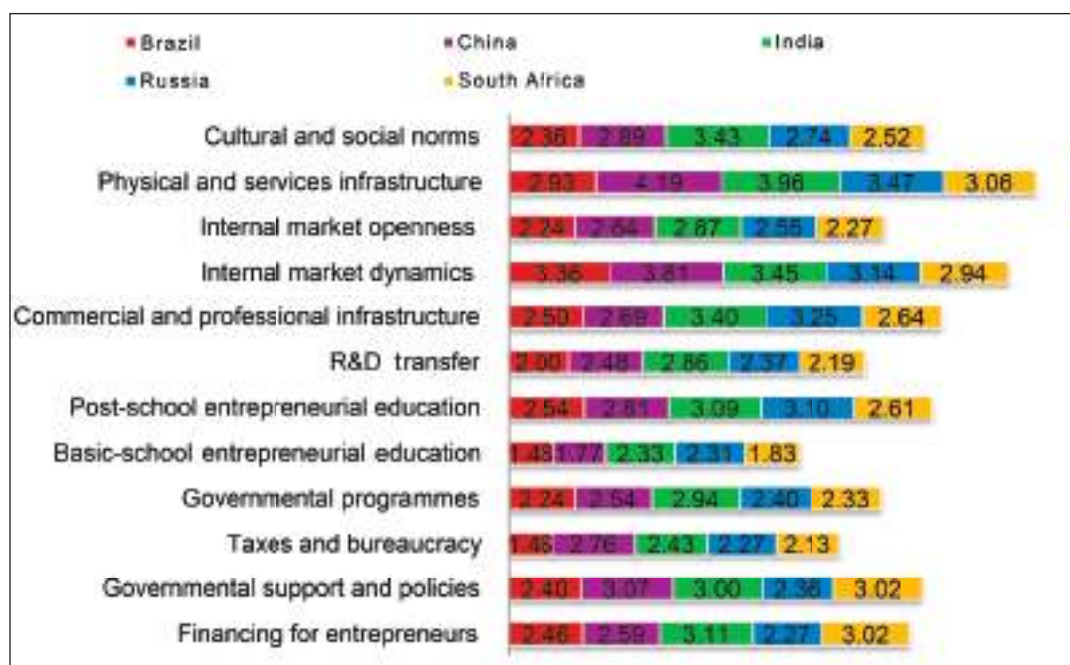 Brazil China India
Russia South Africa
Cultural and social norms 2.36 2.89 3.43 2.74 2.52
Physical and services infrastructure 2.93 4.19 3.96 3.47 3.06
Internal market openness 2.24 2.64 2.87 2.55 2.27
Internal market dynamics 3.36 3.81 3.45 3.14 2.94
Commercial and professional infrastructure 2.50 2.69 3.40 3.25 2.64
R&D transfer 2.00 2.48 2.86 2.37 2.19
Post-school entrepreneurial education 2.54 2.81 3.09 3.10 2.61
Basic-school entrepreneurial education 1.48 1.77 2.33 2.31 1.83
Governmental programmes 2.24 2.54 2.94 2.40 2.33
Taxes and bureaucracy 1.46 2.76 2.43 2.27 2.13
Governmental support and policies 2.40 3.07 3.00 2.36 3.02
Financing for entrepreneurs 2.46 2.59 3.11 2.27 3.02